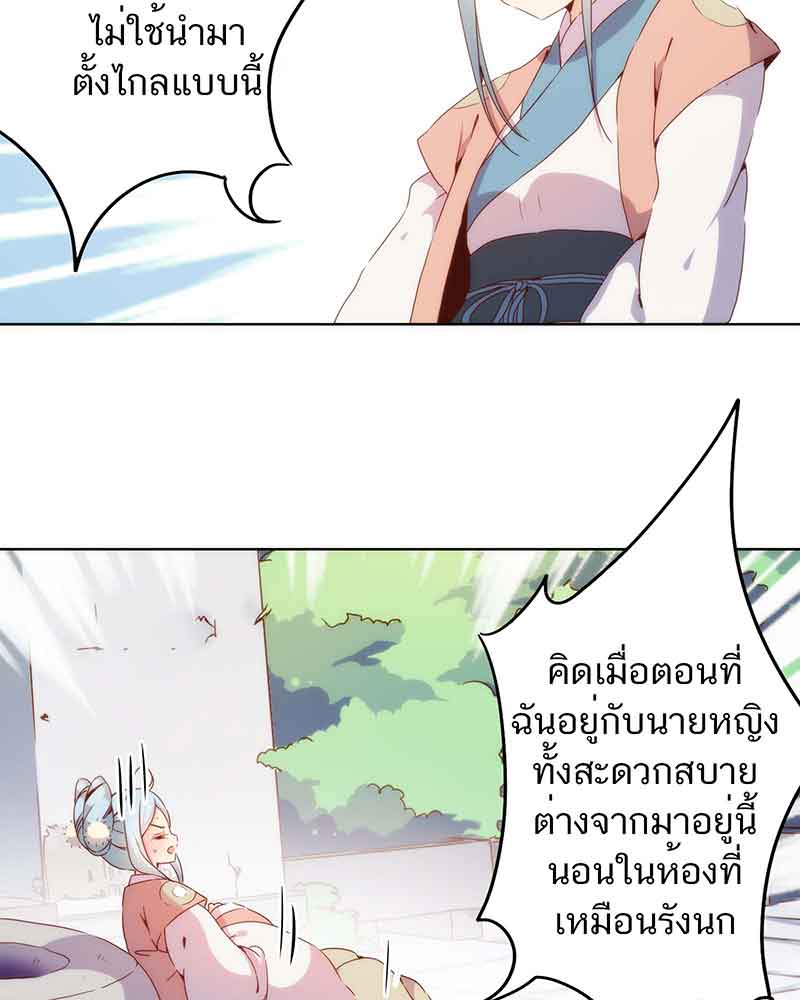 ไม่ใช้นำมา
ตั้งไกลแบบนี้
คิดเมื่อตอนที่
ฉันอยู่กับนายหญิง
ทั้งสะดวกสบาย
ต่างจากมาอยู่นี้
นอนในห้องที่
เหมือนรังนก